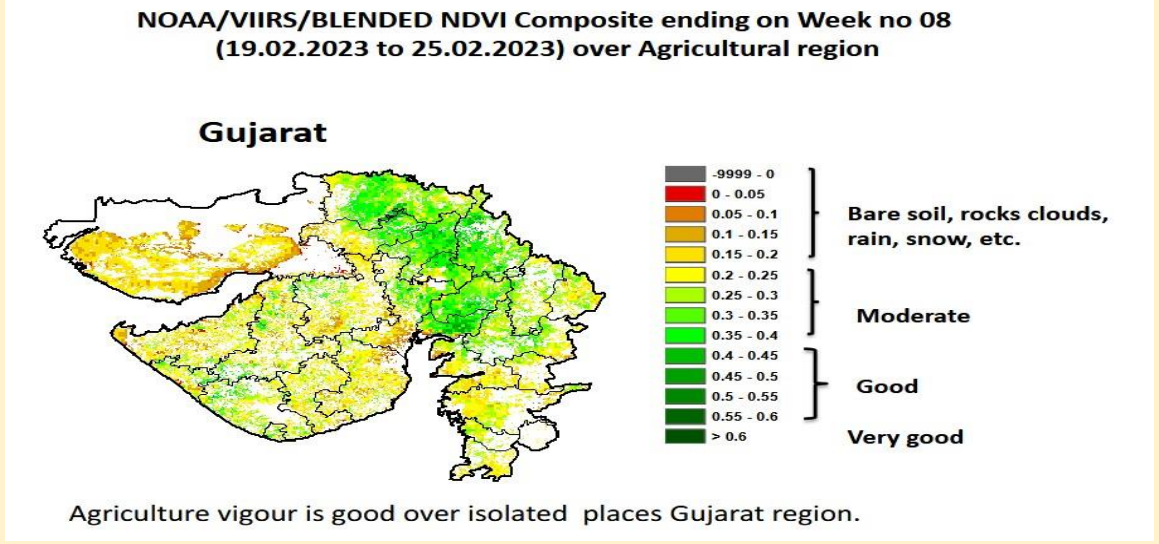 NOAA/VIIRS/BLENDED NDVI Composite ending on Week no 08
(19.02.2023 to 25.02.2023) over Agricultural region
Gujarat
-9999 - 0
0 - 0.05
0.05 - 0.1
0.1 - 0.15
0.15 - 0.2
0.2 - 0.25
0.25 - 0.3
0.3 - 0.35
0.35 - 0.4
0.4 - 0.45
0.45 - 0.5
0.5 - 0.55
0.55 - 0.6
> 0.6
Bare soil, rocks clouds,
rain, snow, etc.
Moderate
Good
Very good
Agriculture vigour is good over isolated places Gujarat region.